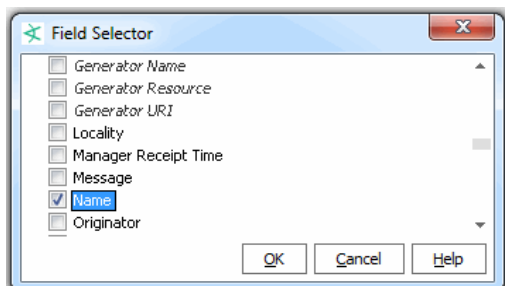 Field Selector
Generator Name
Generator Resource
Generator URI
Locality
Manager Receipt Time
Message
Name
Originator
OK Cancel Help